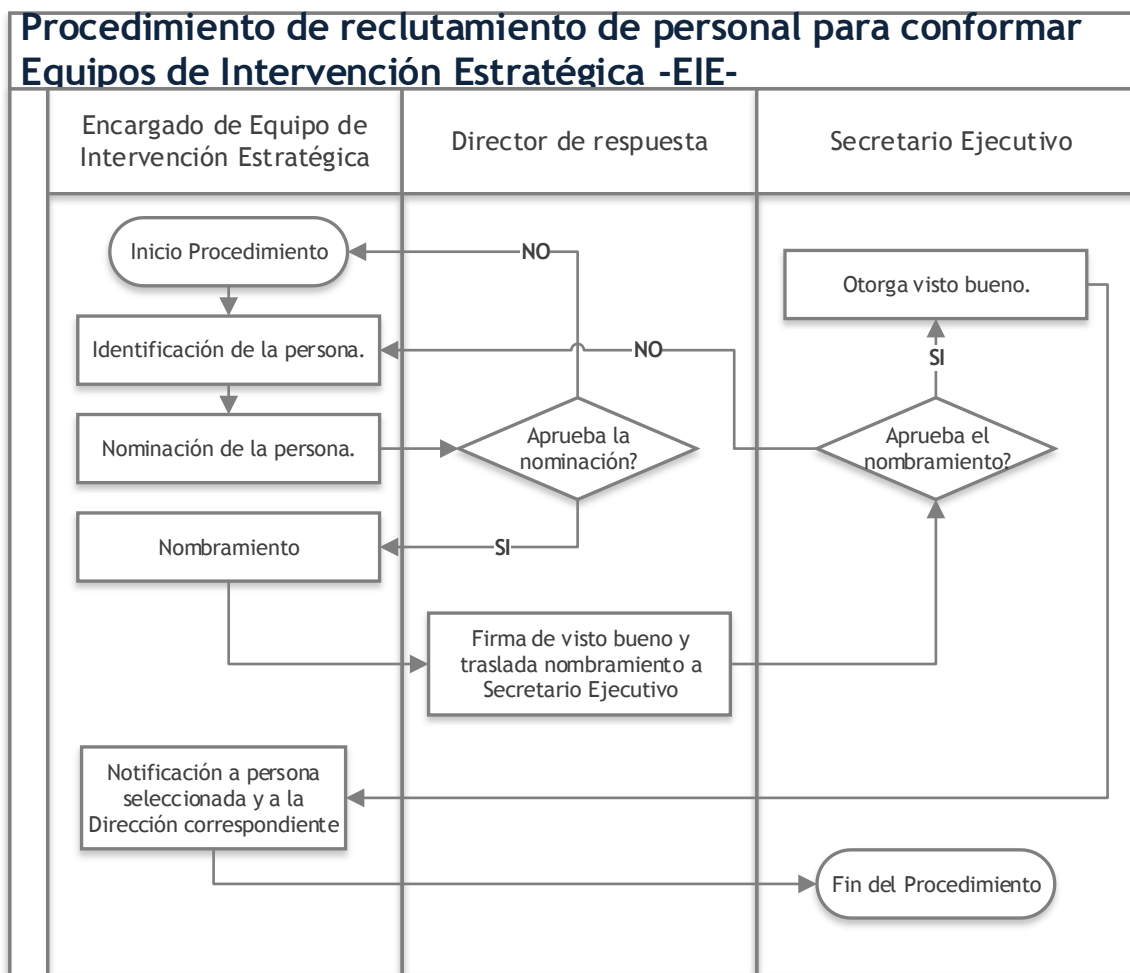 Procedimiento de reclutamiento de personal para conformar
Equipos de Intervención Estratégica -EIE-
Encargado de Equipo de
Intervención Estratégica
Director de respuesta
Secretario Ejecutivo
Inicio Procedimiento
NO
Otorga visto bueno.
Identificación de la persona.
NO
SI
Nominación de la persona.
Aprueba la
nominación?
Aprueba el
nombramiento?
Nombramiento
SI
Firma de visto bueno y
traslada nombramiento a
Secretario Ejecutivo
Notificación a persona
seleccionada y a la
Dirección correspondiente
Fin del Procedimiento